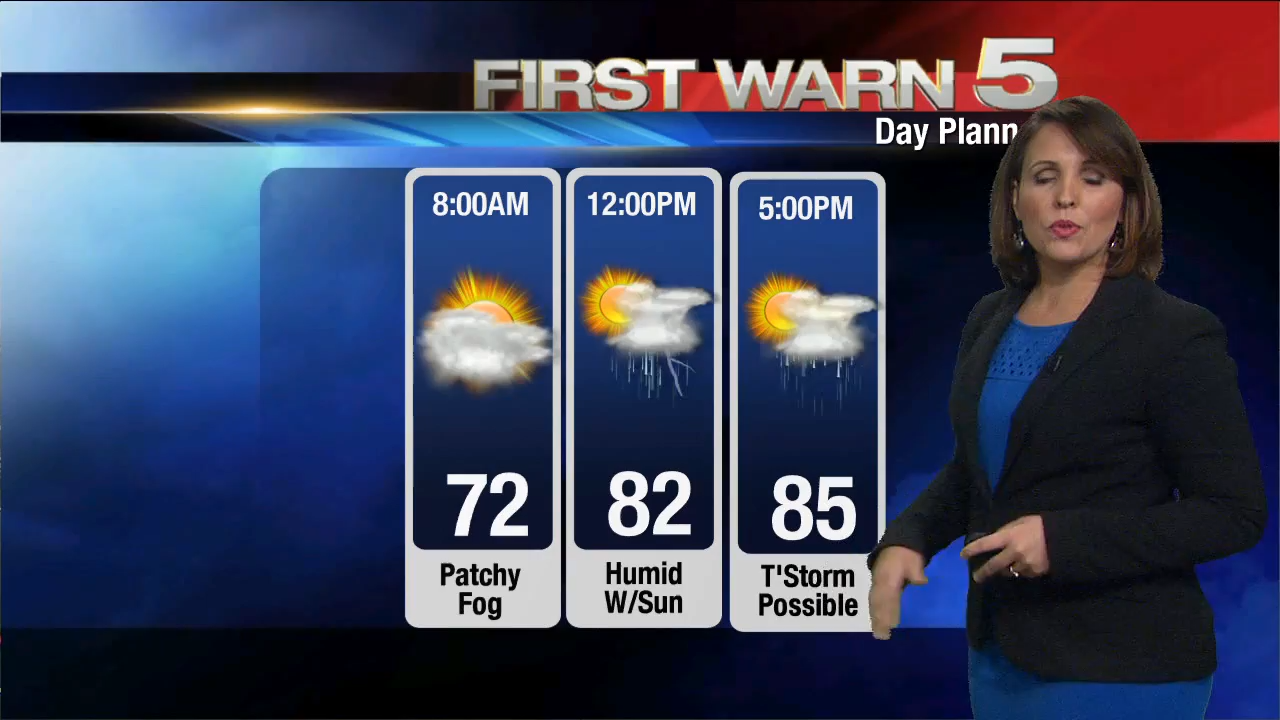 FIRST WARN 5
Day Plann
8:00AM
12:00PM
5:00PM
72
82
85
Patchy
Fog
Humid
W/Sun
T'Storm
Possible